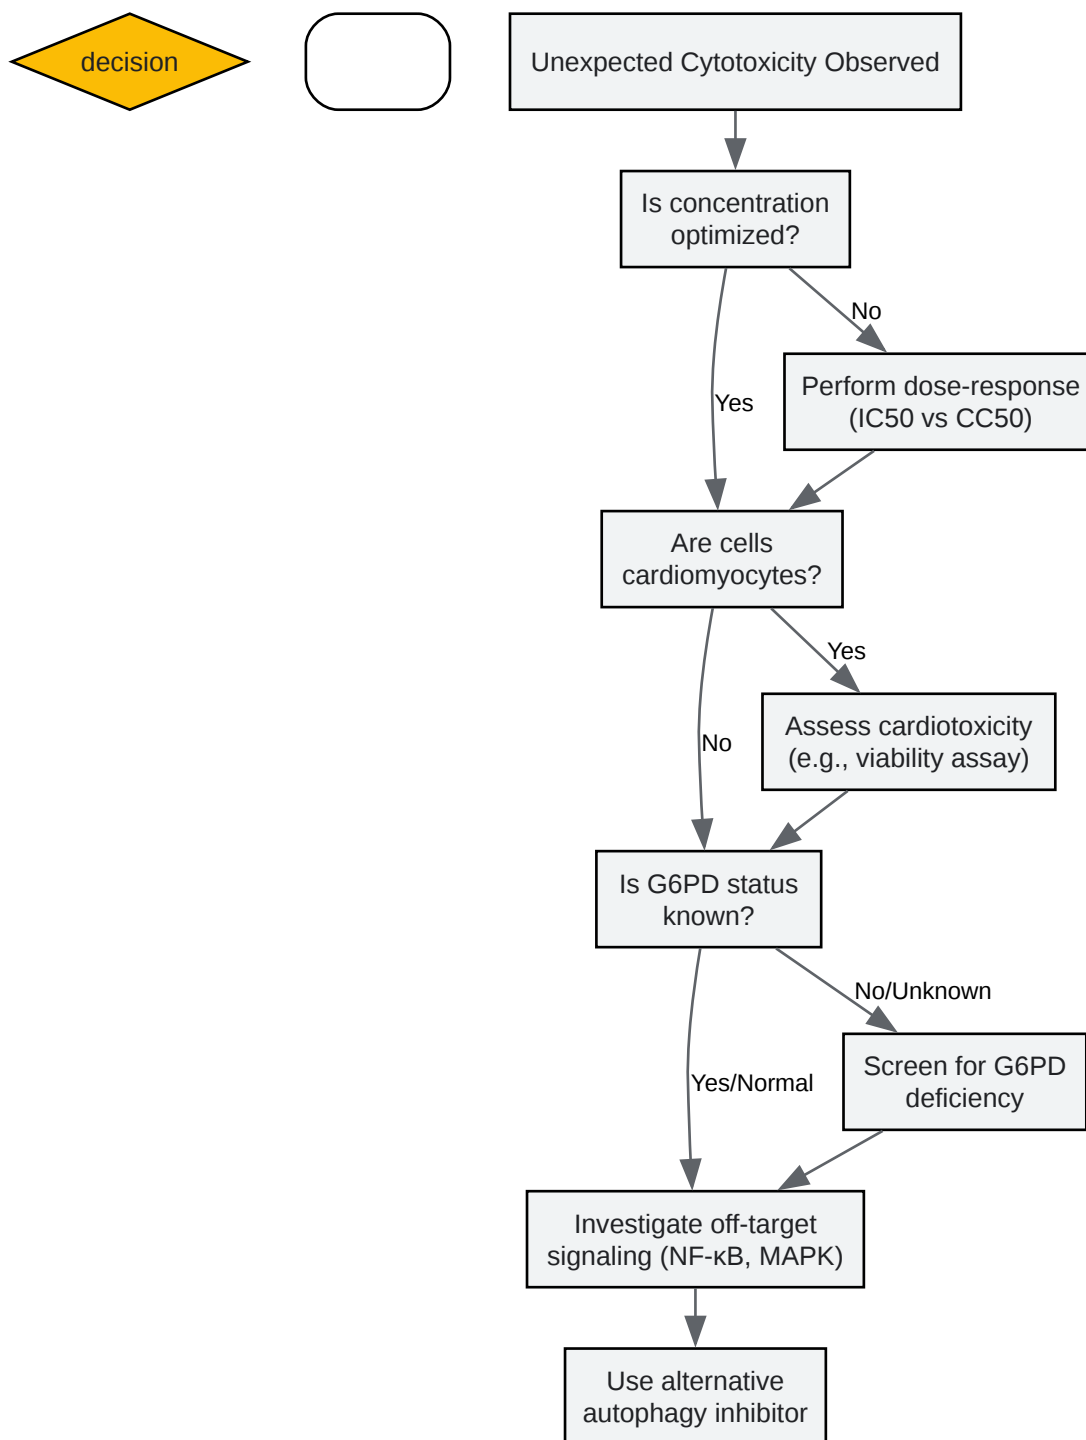 decision
Unexpected Cytotoxicity Observed
Is concentration
optimized?
No
Perform dose-response
(IC50 vs CC50)
Yes
Are cells
cardiomyocytes?
Yes
Assess cardiotoxicity
(e.g., viability assay)
No
Is G6PD status
known?
No/Unknown
Screen for G6PD
deficiency
Yes/Normal
Investigate off-target
signaling (NF-κB, MAPK)
Use alternative
autophagy inhibitor